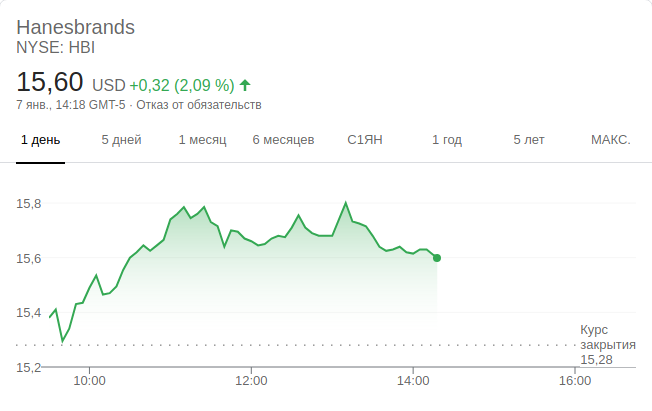 Hanesbrands
NYSE: HBI
15,60 USD +0,32 (2,09 %)
7 янв., 14:18 GMT-5 · Отказ от обязательств
1 день 5 дней 1 месяц 6 месяцев С1ЯН 1 год 5 лет МАКС.
15,8
15,6
15,4
Курс
закрытия
15,28
15,2
10:00 12:00 14:00 16:00